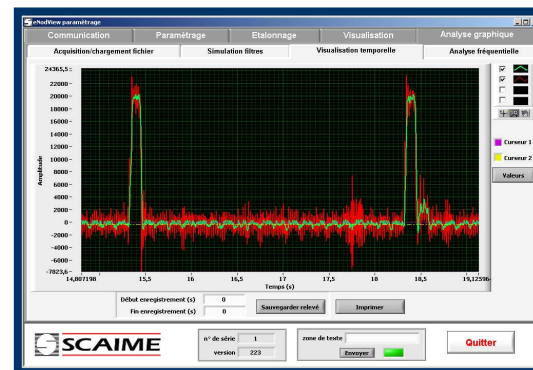 eNodView paramétrage
Communication Paramétrage Etalonnage Visualisation Analyse graphique
Acquisition/chargement fichier Simulation filtres Visualisation temporelle Analyse fréquentielle
24365,5
22000
20000
18000
16000
14000
12000
10000
8000
6000
4000
2000
0
-2000
-4000
-6000
-7823,6
Amplitude
14,807198 15,5 16 16,5 17 17,5 18 18,5 19,12596
Temps (s)
Curseur 1
Curseur 2
Valeurs
Début enregistrement (s) 0
Fin enregistrement (s) 0
Sauvegarder relevé
Imprimer
SCAIME
n° de série 1
version 223
zone de texte
Envoyer
Quitter